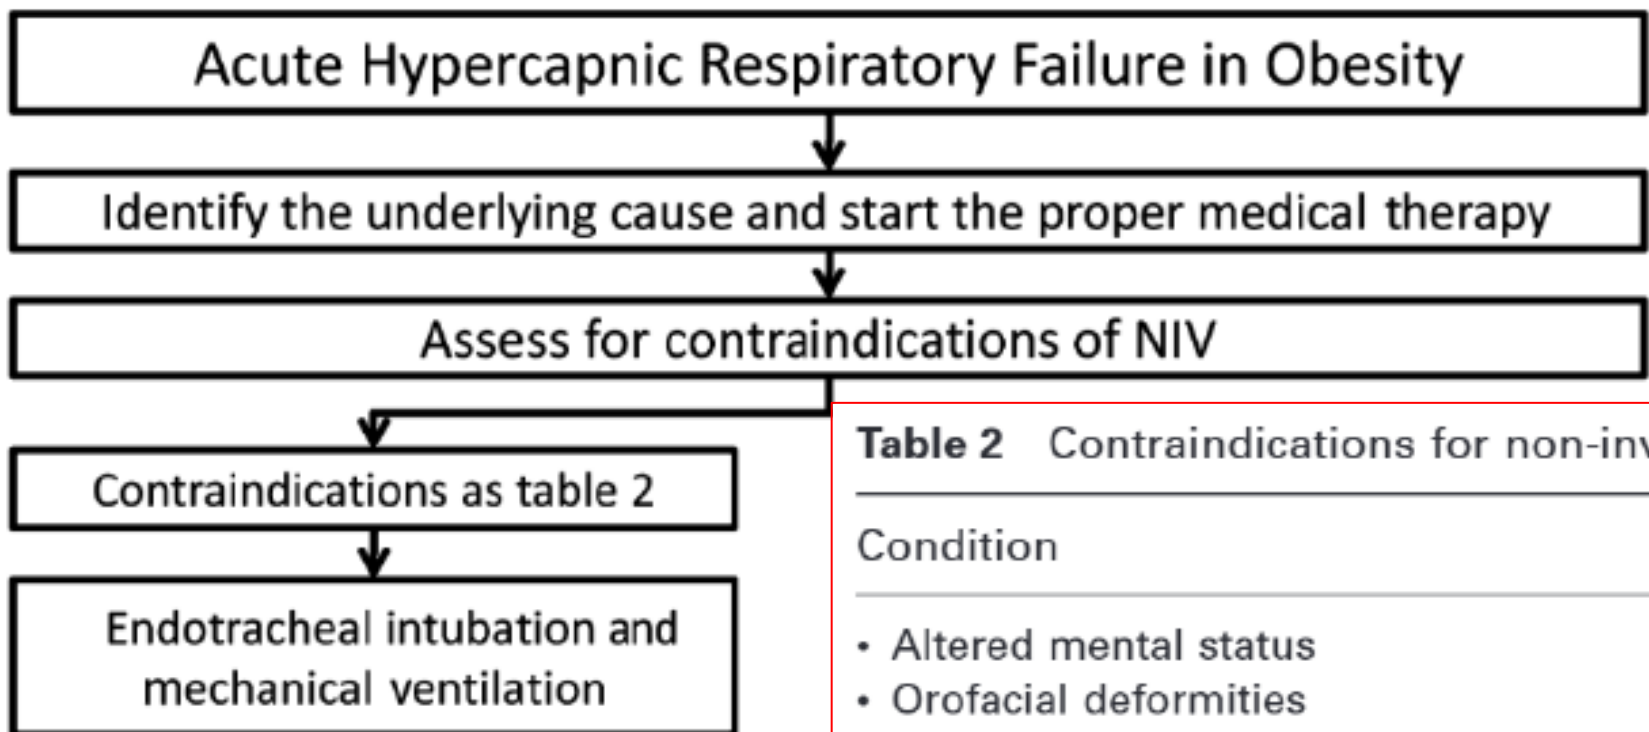 Acute Hypercapnic Respiratory Failure in Obesity
Identify the underlying cause and start the proper medical therapy
Assess for contraindications of NIV
Contraindications as table 2
Endotracheal intubation and
mechanical ventilation
Table 2 Contraindications for
Condition
• Altered mental status
• Orofacial deformities